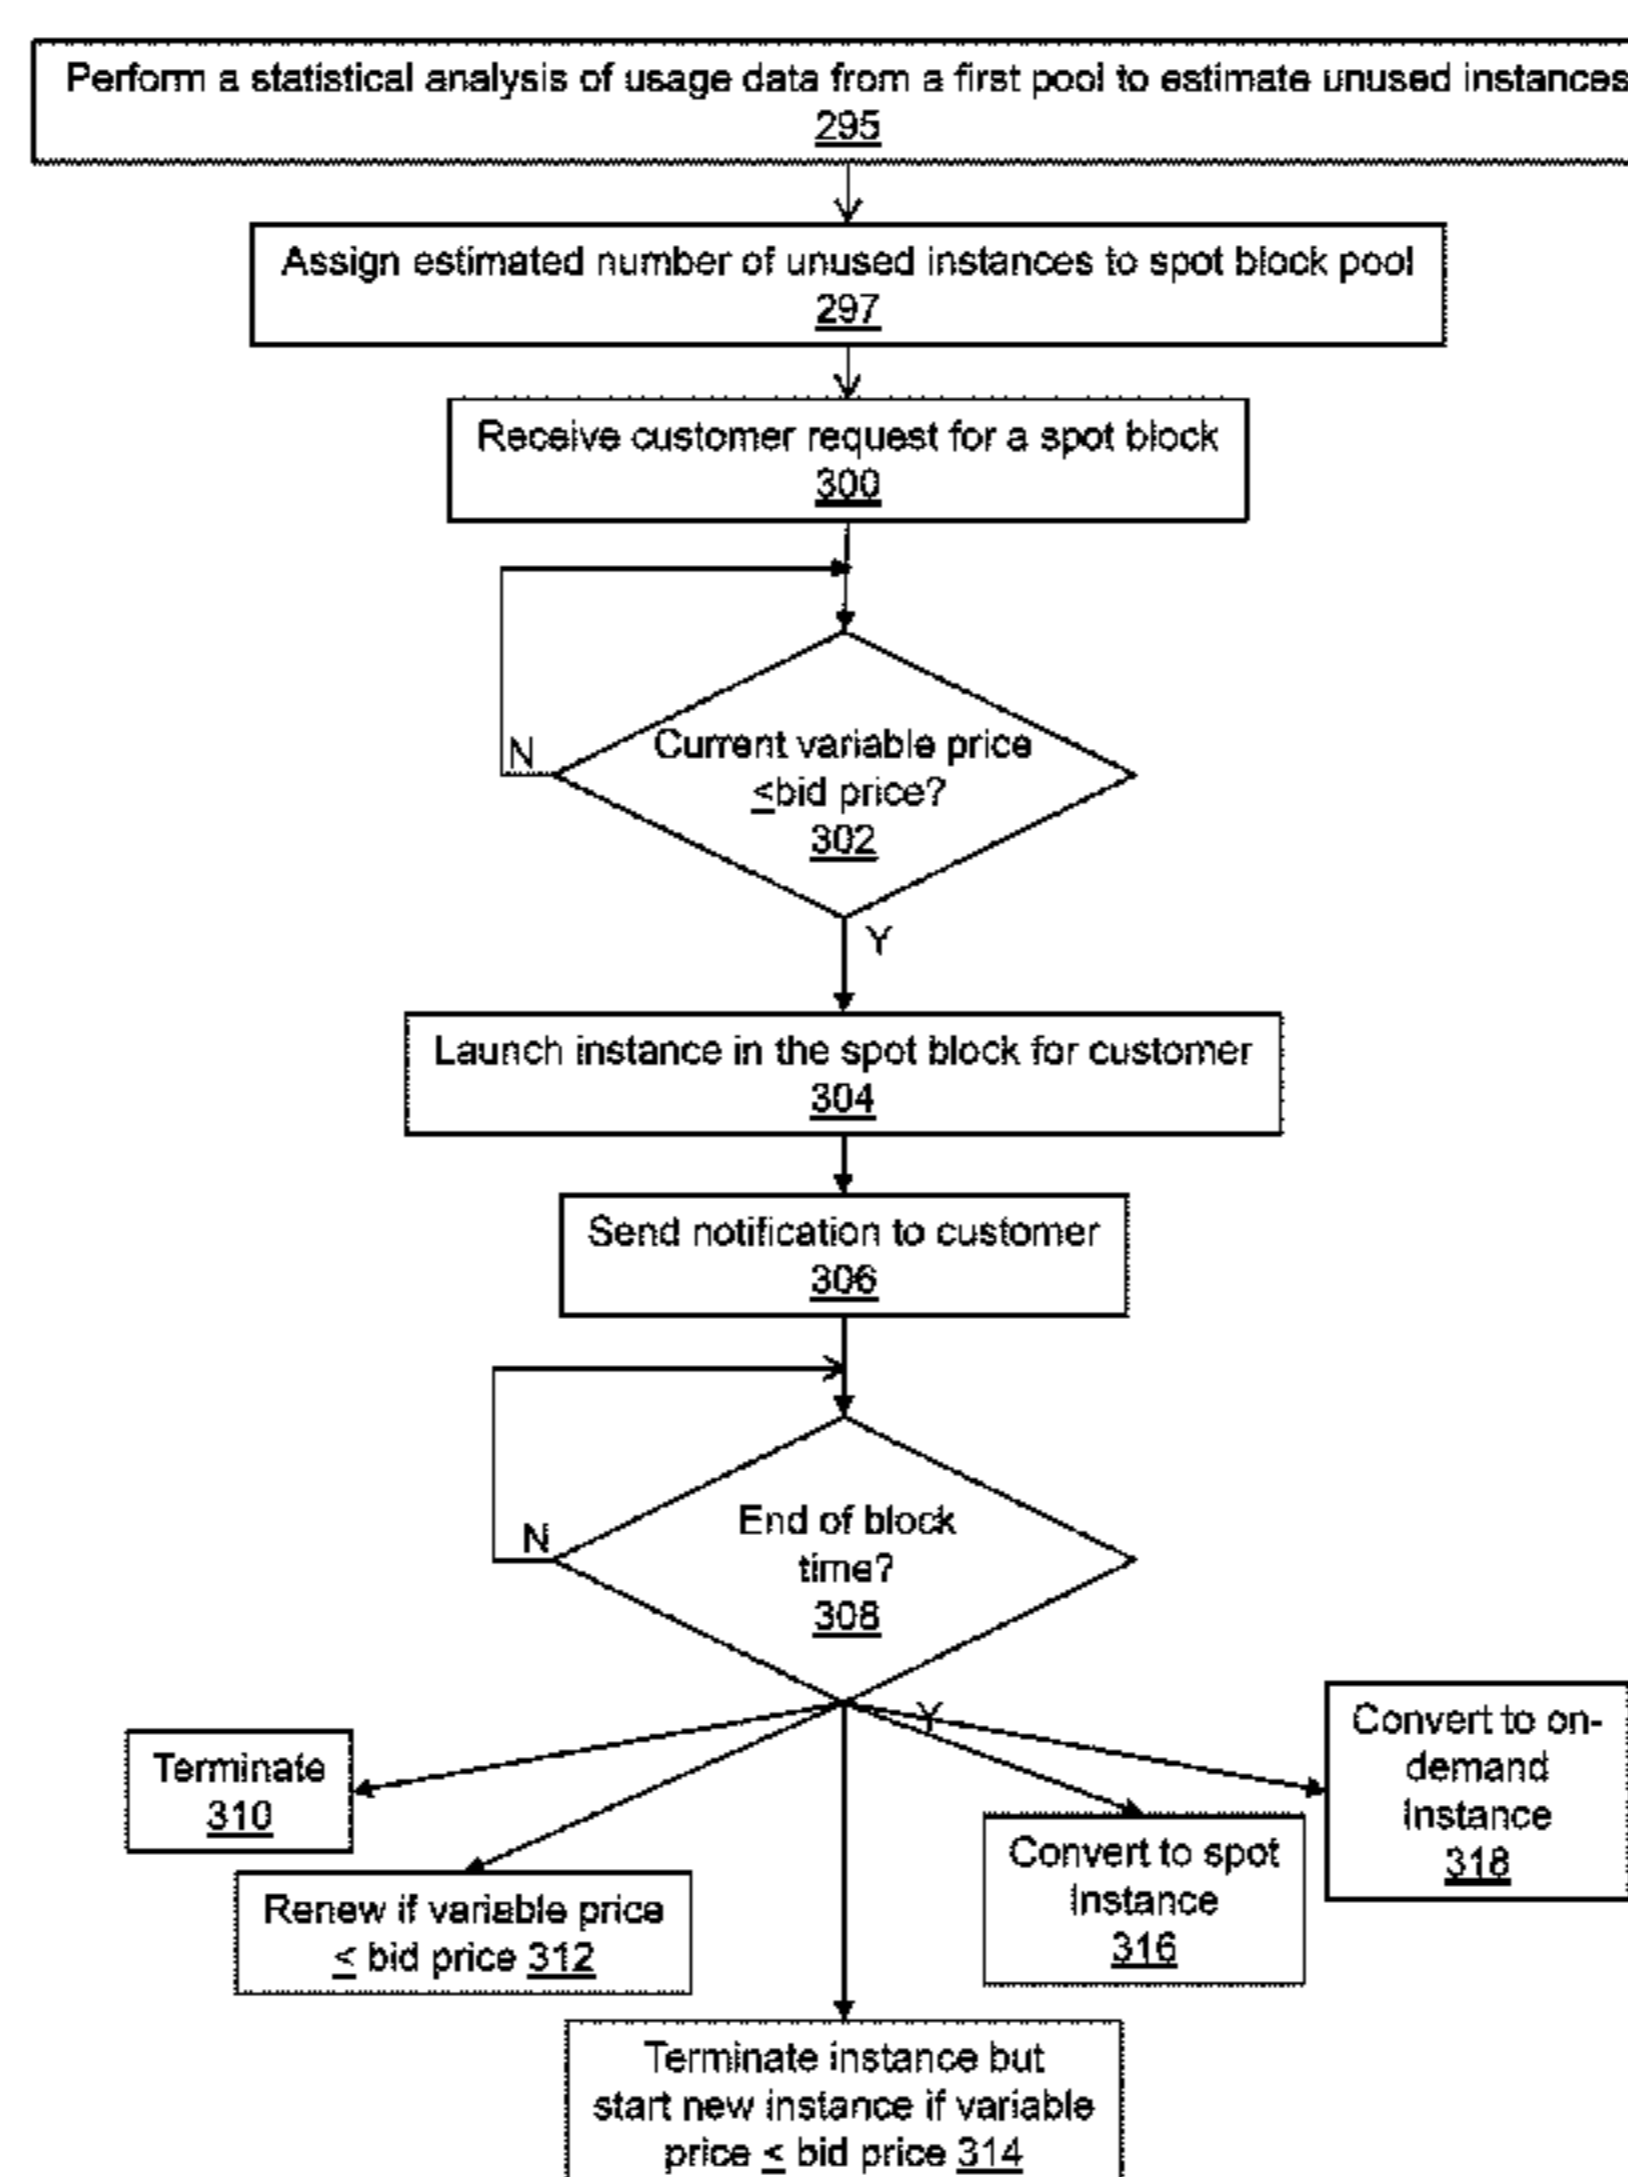 Perform a statistical analysis of usage data from a first pool to estimate unused instances
295
Assign estimated number of unused instances to spot block pool
297
Receive customer request for a spot block
300
N
Current variable price
≤bid price?
302
Y
Launch instance in the spot block for customer
304
Send notification to customer
306
N
End of block
time?
308
Y
Terminate
310
Renew if variable price
≤ bid price 312
Terminate instance but
start new instance if variable
price ≤ bid price 314
Convert to spot
Instance
316
Convert to on-
demand
Instance
318